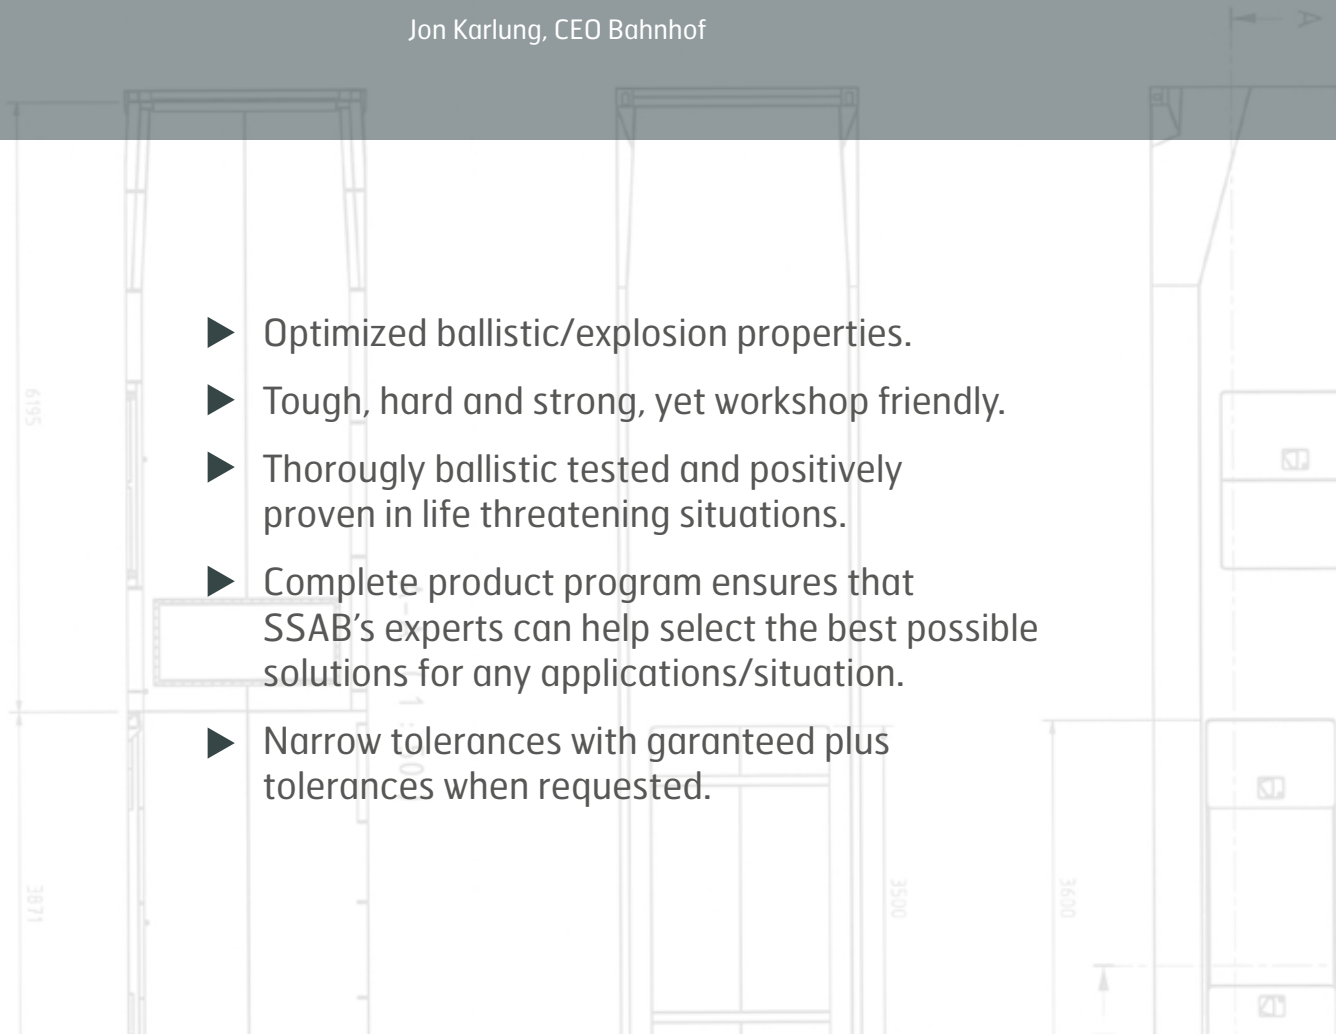 Jon Karlung, CEO Bahnhof
A
Optimized ballistic/explosion properties.
Tough, hard and strong, yet workshop friendly.
Thorougly ballistic tested and positively
proven in life threatening situations.
Complete product program ensures that
SSAB’s experts can help select the best possible
solutions for any applications/situation.
Narrow tolerances with garanteed plus
tolerances when requested.
6195
3871
3500
3600